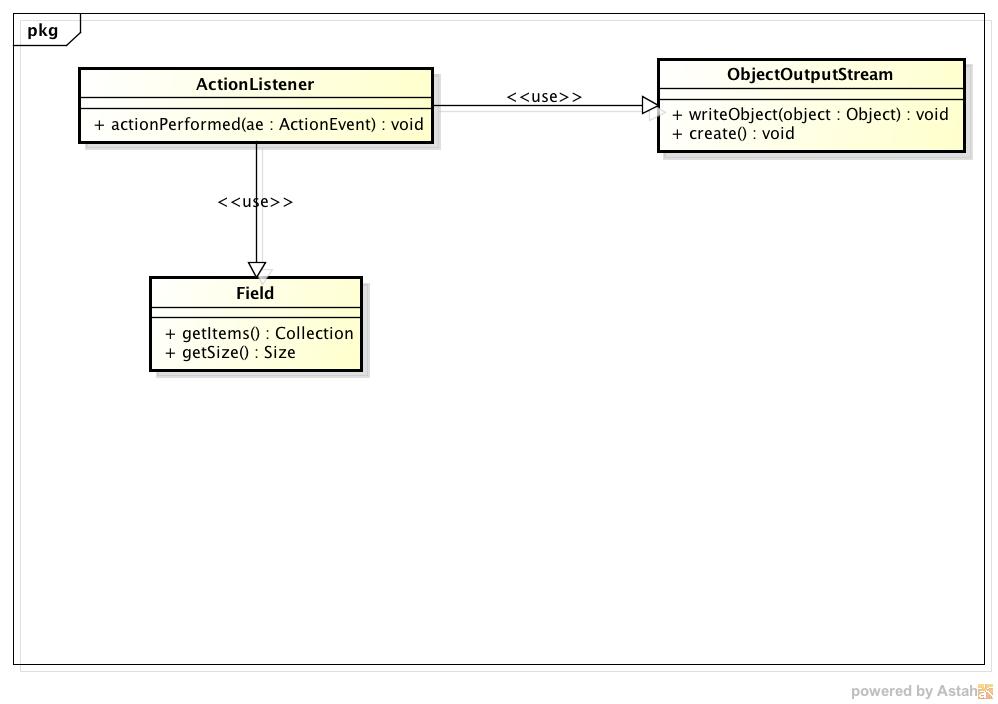 pkg
ActionListener
+ actionPerformed(ae : ActionEvent) : void
<<use>>
ObjectOutputStream
+ writeObject(object : Object) : void
+ create() : void
<<use>>
Field
+ getItems() : Collection
+ getSize() : Size
powered by Astah